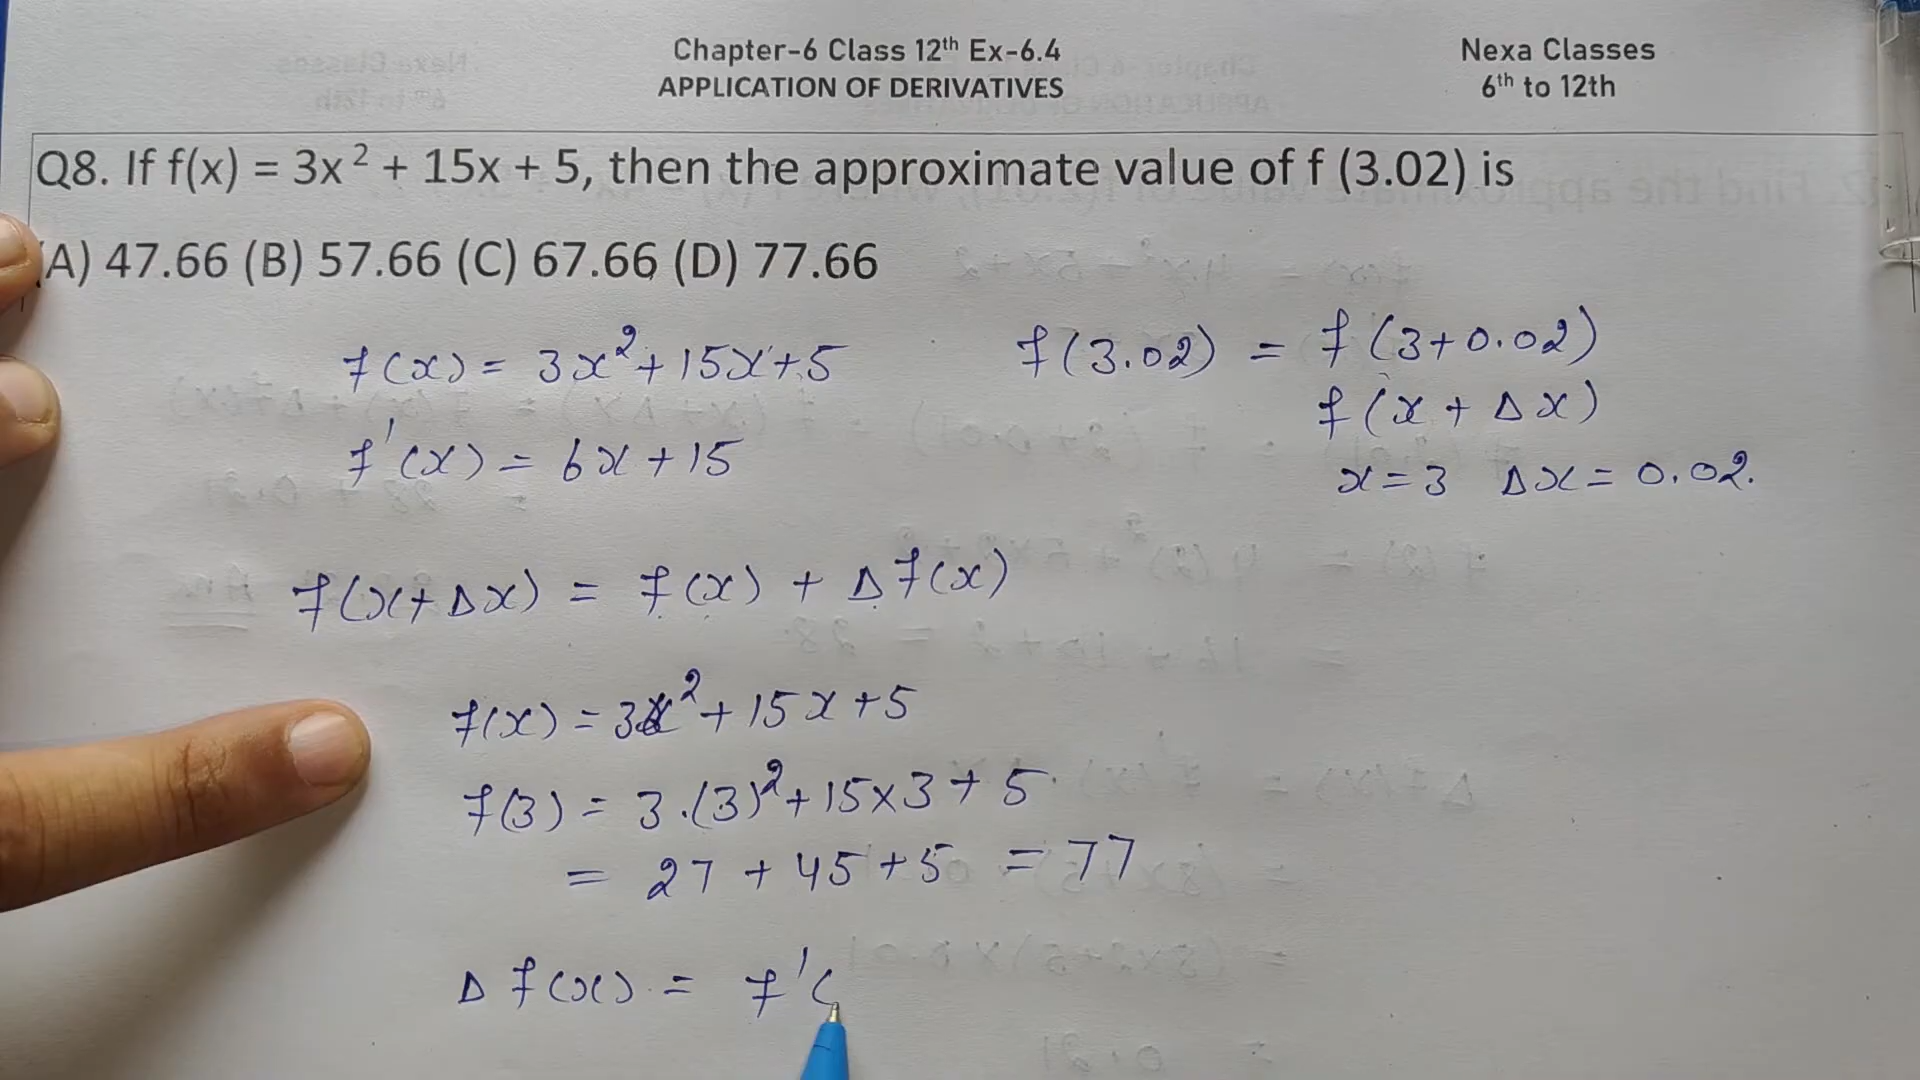 Chapter-6 Class 12th Ex-6.4
APPLICATION OF DERIVATIVES
Nexa Classes
6th to 12th
Q8. If f(x) = 3x² + 15x + 5, then the approximate value of f (3.02) is
(A) 47.66 (B) 57.66 (C) 67.66 (D) 77.66
f(x) = 3x² + 15x + 5
f'(x) = 6x + 15
f(3.02) = f(3+0.02)
f(x + Δx)
x = 3 Δx = 0.02.
f(x+Δx) = f(x) + Δf(x)
f(x) = 3x² + 15x + 5
f(3) = 3.(3)² + 15×3 + 5
= 27 + 45 + 5 = 77
Δf(x) = f'(